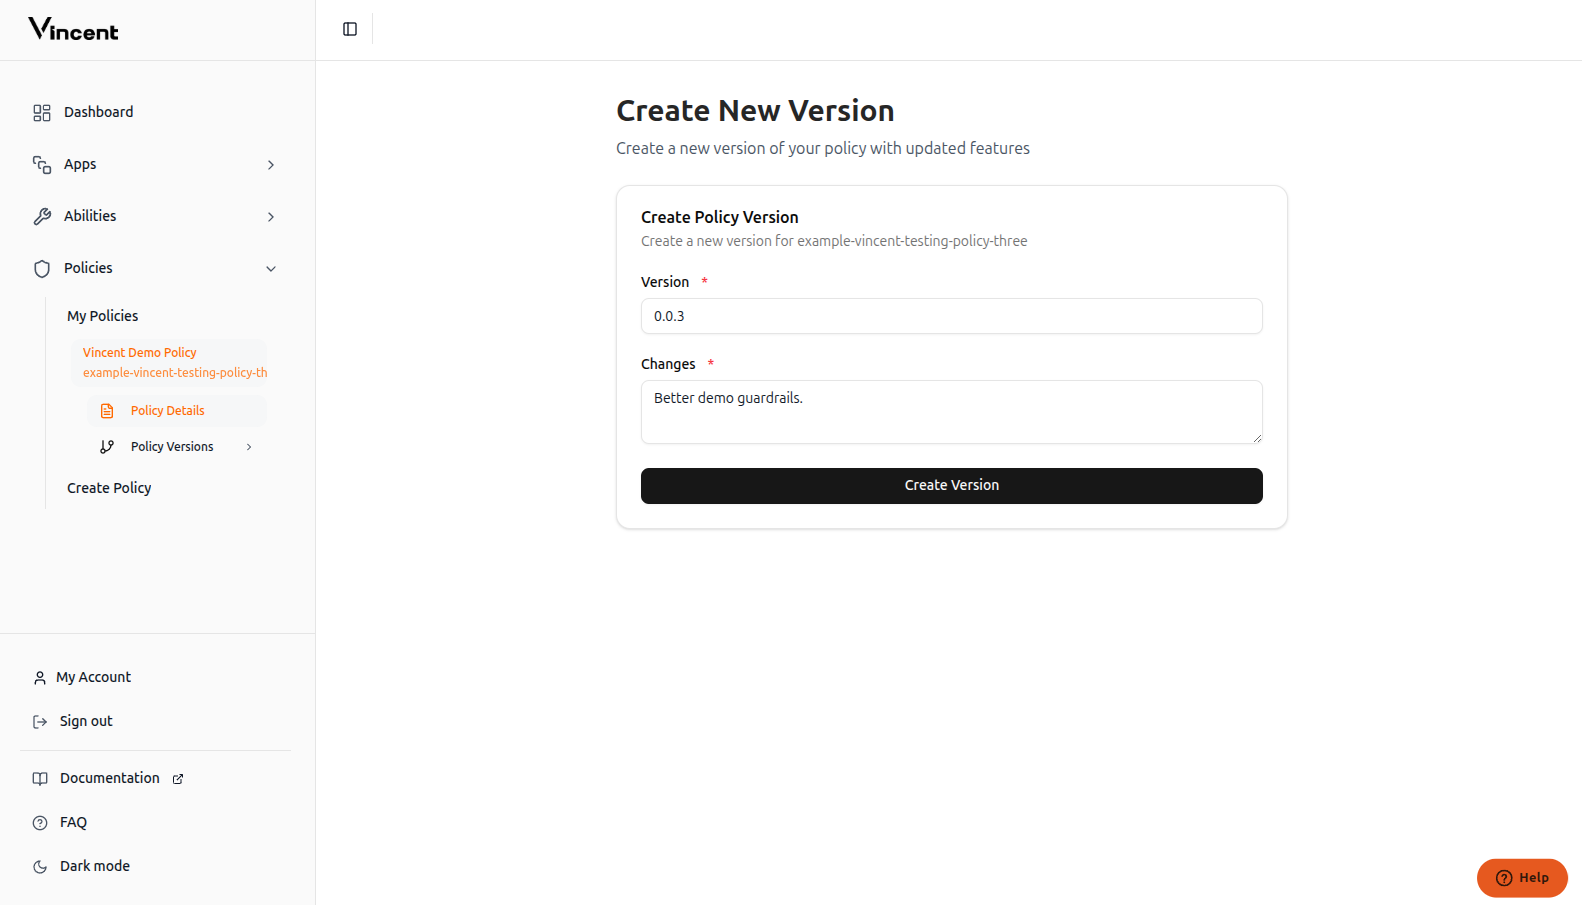 Vincent
Dashboard
Apps
Abilities
Policies
My Policies
Vincent Demo Policy
example-vincent-testing-policy-th
Policy Details
Policy Versions
Create Policy
My Account
Sign out
Documentation
FAQ
Dark mode
Create New Version
Create a new version of your policy with updated features
Create Policy Version
Create a new version for example-vincent-testing-policy-three
Version *
0.0.3
Changes *
Better demo guardrails.
Create Version
Help